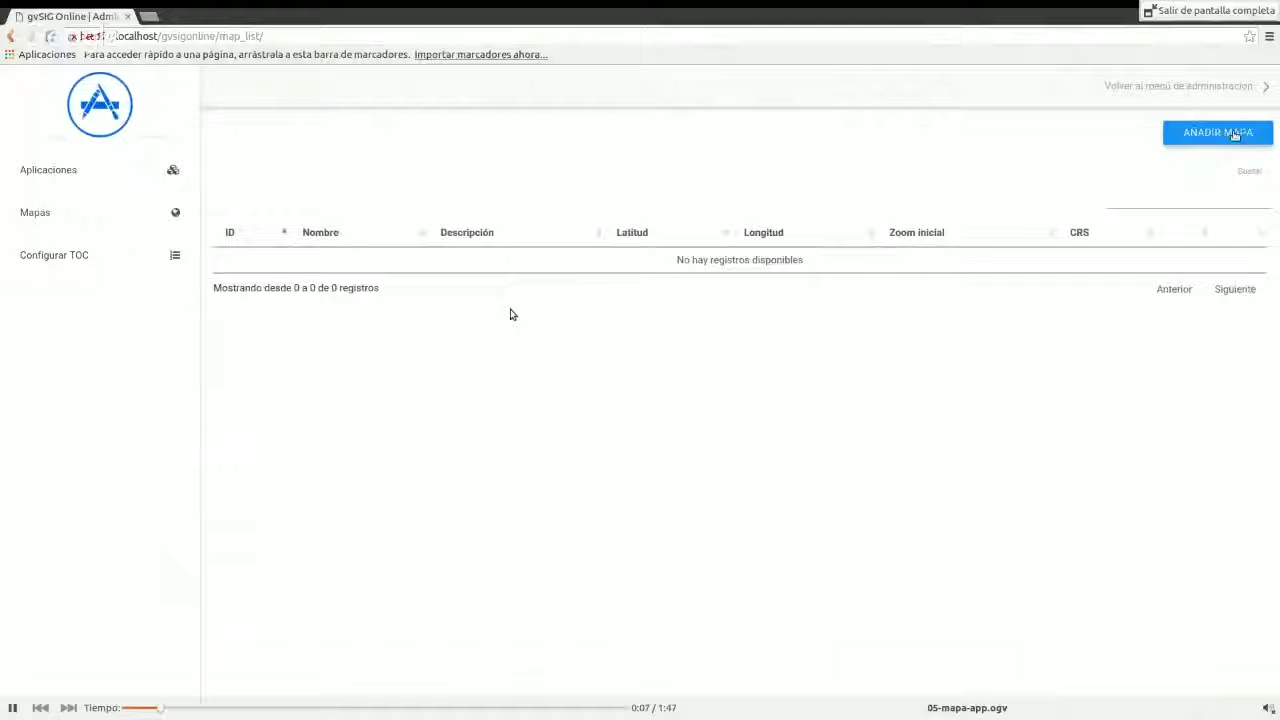 gvSIG Online | Adm
Salir de pantalla completa
localhost/gvsigonline/map_list/
Aplicaciones Para acceder rápido a una página, arrástrala a esta barra de marcadores. Importar marcadores ahora...
Volver al menú de administración
AÑADIR MAPA
Aplicaciones
Mapas
Configurar TOC
ID Nombre Descripción Latitud Longitud Zoom inicial CRS
No hay registros disponibles
Mostrando desde 0 a 0 de 0 registros
Anterior Siguiente
Tiempo: 0:07 / 1:47 05-mapa-app.ogv